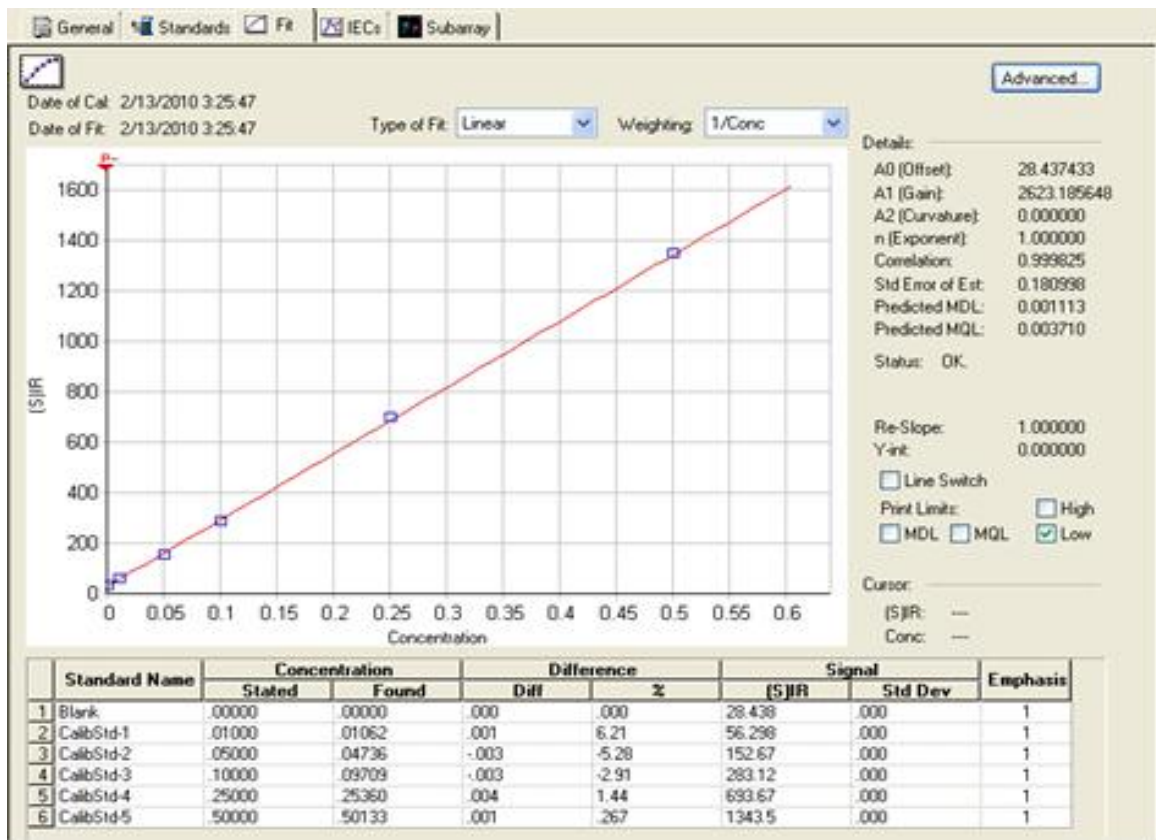 General Standards Fit IECs Subarray
Advanced...
Date of Cal: 2/13/2010 3:25:47
Date of Fit: 2/13/2010 3:25:47
Type of Fit: Linear Weighting: 1/Conc
Details:
A0 (Offset): 28.437433
A1 (Gain): 2623.185648
A2 (Curvature): 0.000000
n (Exponent): 1.000000
Correlation: 0.999825
Std Error of Est: 0.180998
Predicted MDL: 0.001113
Predicted MQL: 0.003710
Status: OK.
Re-Slope: 1.000000
Y-int: 0.000000
Line Switch
Print Limits: High
MDL MQL Low
Cursor:
(S)IR: ---
Conc: ---
1600
1400
1200
1000
800
600
400
200
0
(S)IR
0 0.05 0.1 0.15 0.2 0.25 0.3 0.35 0.4 0.45 0.5 0.55 0.6
Concentration
Standard Name Concentration Difference Signal Emphasis
Stated Found Diff % (S)IR Std Dev
1 Blank .00000 .00000 .000 .000 28.438 .000 1
2 CalibStd-1 .01000 .01062 .001 6.21 56.298 .000 1
3 CalibStd-2 .05000 .04736 -.003 -5.28 152.67 .000 1
4 CalibStd-3 .10000 .09709 -.003 -2.91 283.12 .000 1
5 CalibStd-4 .25000 .25360 .004 1.44 693.67 .000 1
6 CalibStd-5 .50000 .50133 .001 .267 1343.5 .000 1